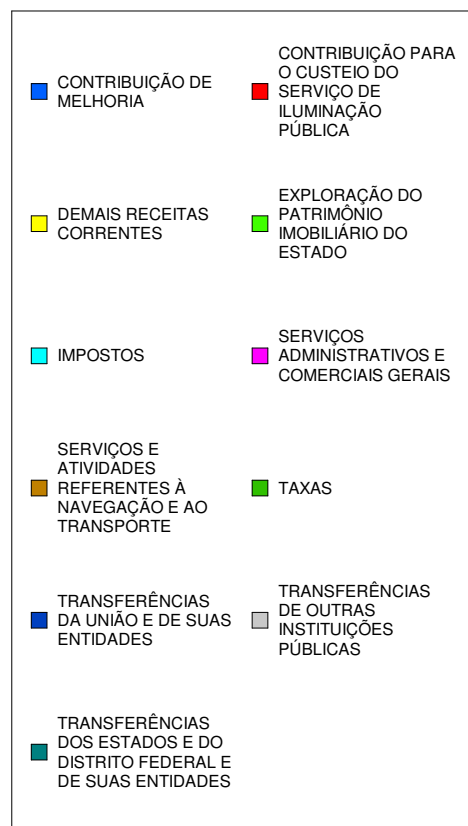 CONTRIBUIÇÃO DE
MELHORIA
CONTRIBUIÇÃO PARA
O CUSTEIO DO
SERVIÇO DE
ILUMINAÇÃO
PÚBLICA
DEMAIS RECEITAS
CORRENTES
EXPLORAÇÃO DO
PATRIMÔNIO
IMOBILIÁRIO DO
ESTADO
IMPOSTOS
SERVIÇOS
ADMINISTRATIVOS E
COMERCIAIS GERAIS
SERVIÇOS E
ATIVIDADES
REFERENTES À
NAVEGAÇÃO E AO
TRANSPORTE
TAXAS
TRANSFERÊNCIAS
DA UNIÃO E DE SUAS
ENTIDADES
TRANSFERÊNCIAS
DE OUTRAS
INSTITUIÇÕES
PÚBLICAS
TRANSFERÊNCIAS
DOS ESTADOS E DO
DISTRITO FEDERAL E
DE SUAS ENTIDADES